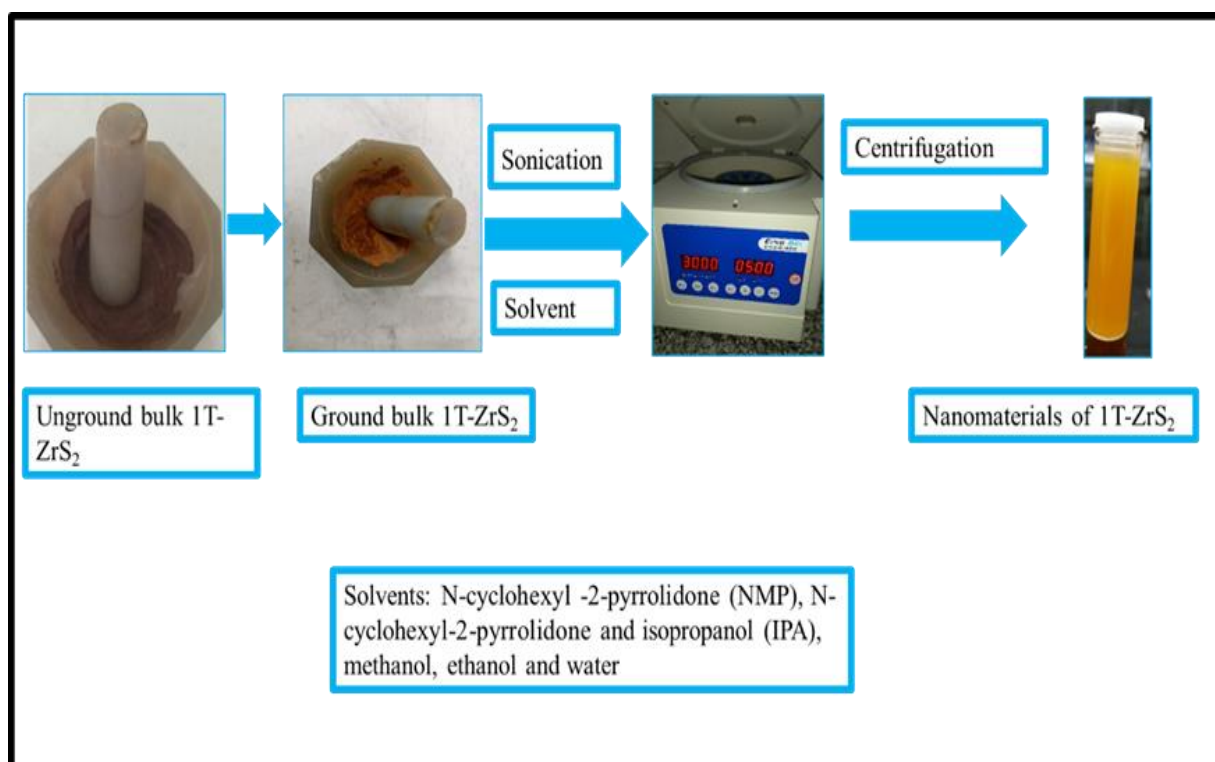 Sonication
Centrifugation
Solvent
3000 0500
Unground bulk 1T-
ZrS₂
Ground bulk 1T-ZrS₂
Nanomaterials of 1T-ZrS₂
Solvents: N-cyclohexyl -2-pyrrolidone (NMP), N-
cyclohexyl-2-pyrrolidone and isopropanol (IPA),
methanol, ethanol and water